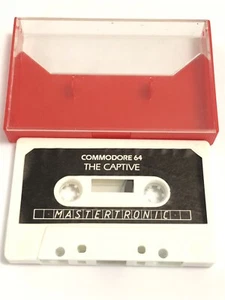 COMMODORE 64
THE CAPTIVE
MASTERTRONIC